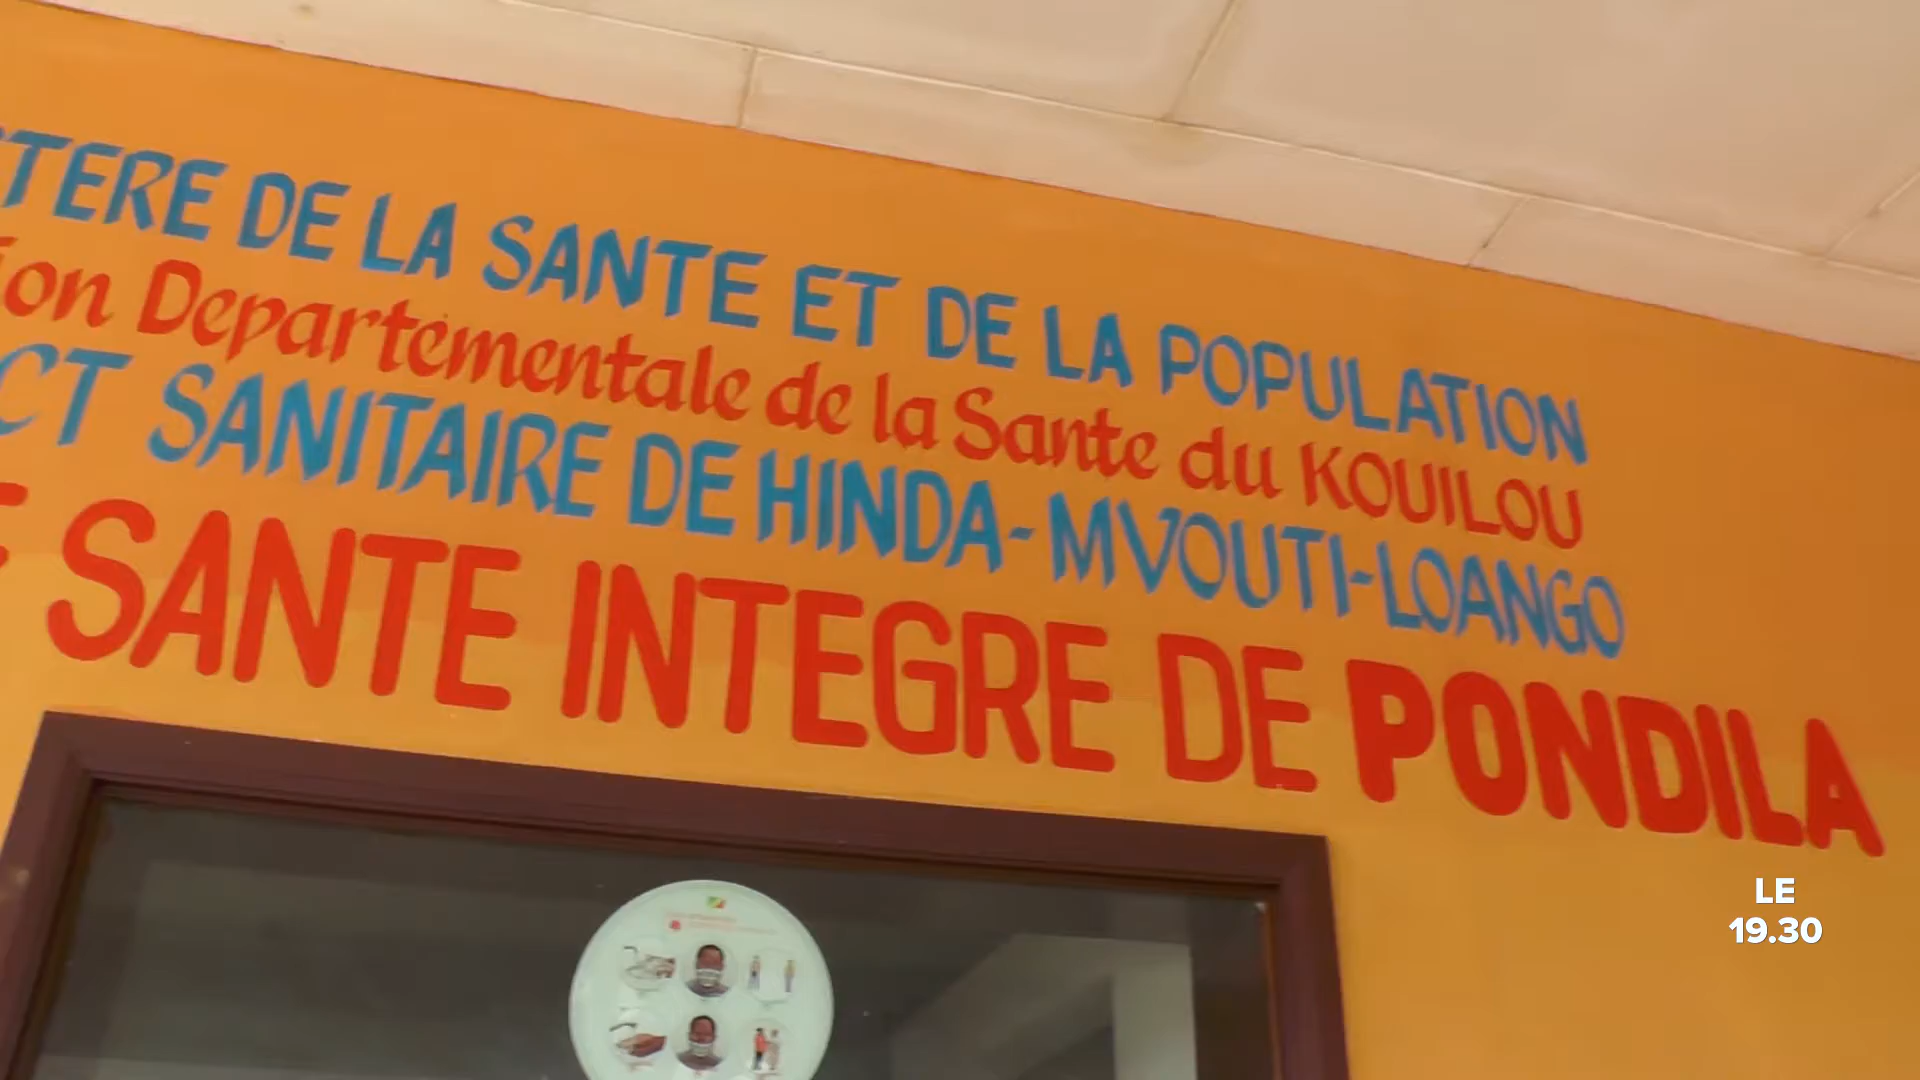 TERE DE LA SANTE ET DE LA POPULATION
ion Departementale de la Sante du KOUILOU
CT SANITAIRE DE HINDA-MVOUTI-LOANGO
E SANTE INTEGRE DE PONDILA
LE
19.30